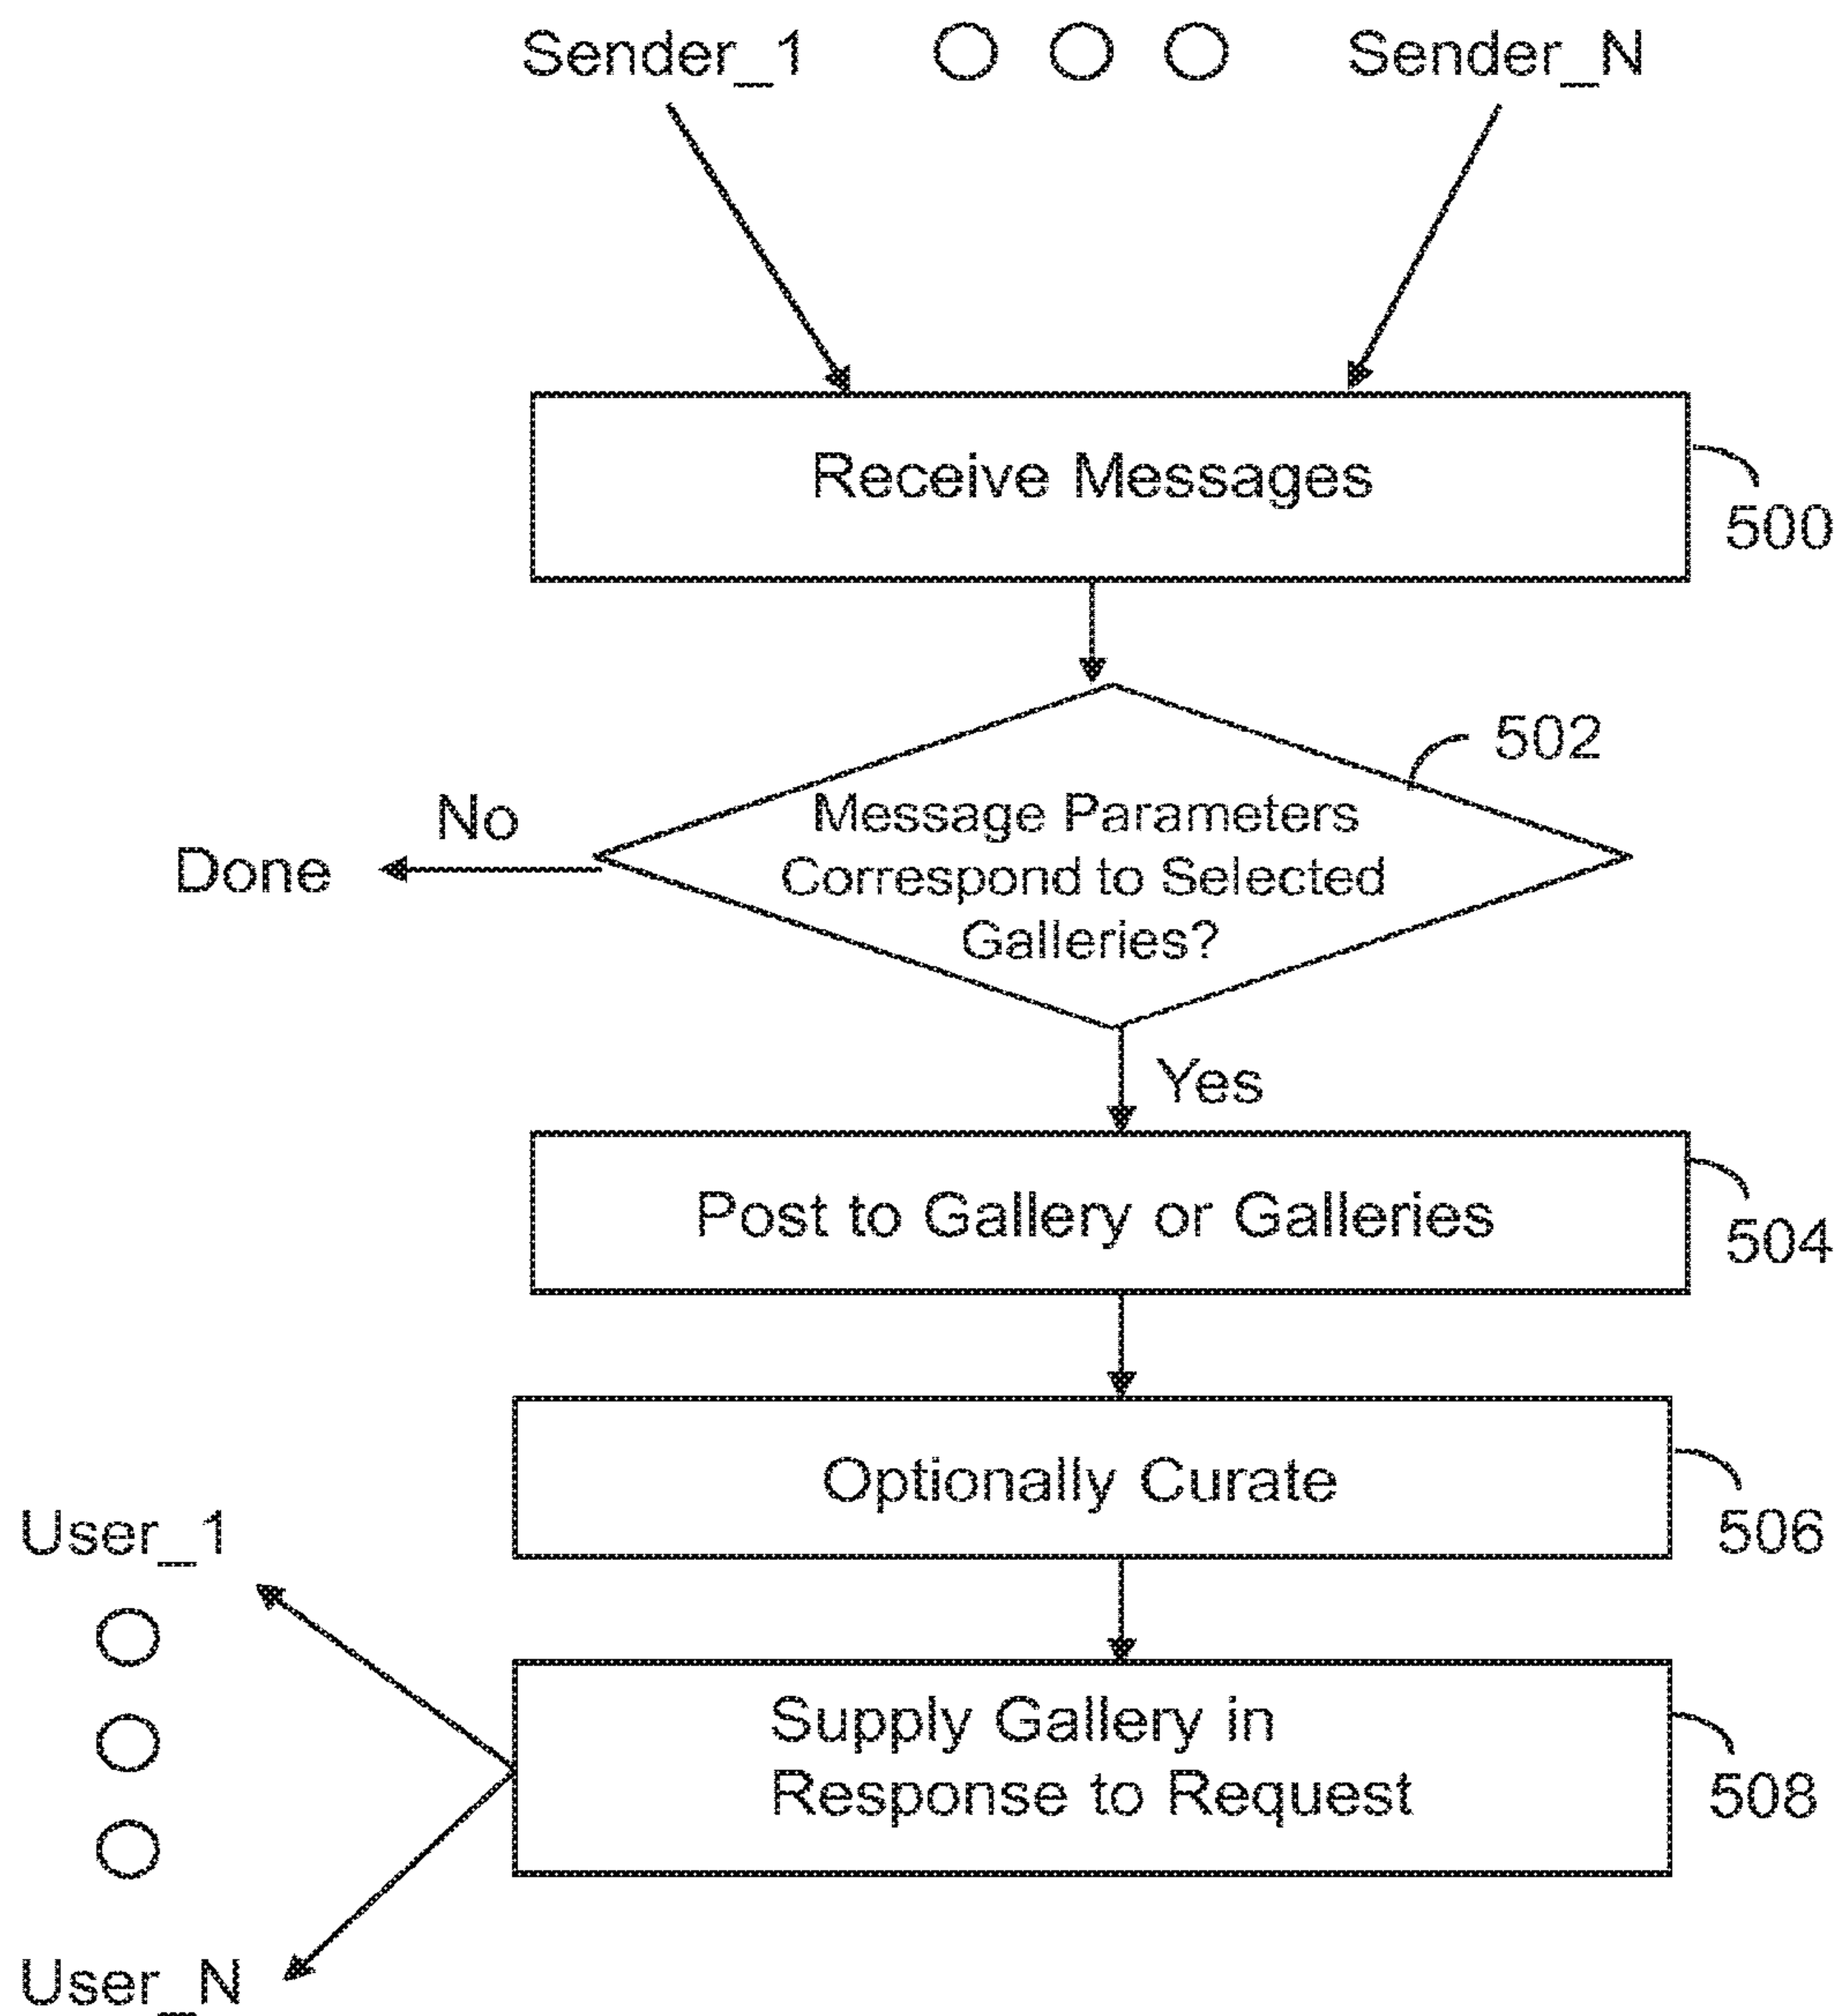 Sender_1 Sender_N
Receive Messages
500
502
Message Parameters
Correspond to Selected
Galleries?
No
Done
Yes
Post to Gallery or Galleries
504
Optionally Curate
506
User_1
Supply Gallery in
Response to Request
508
User_N